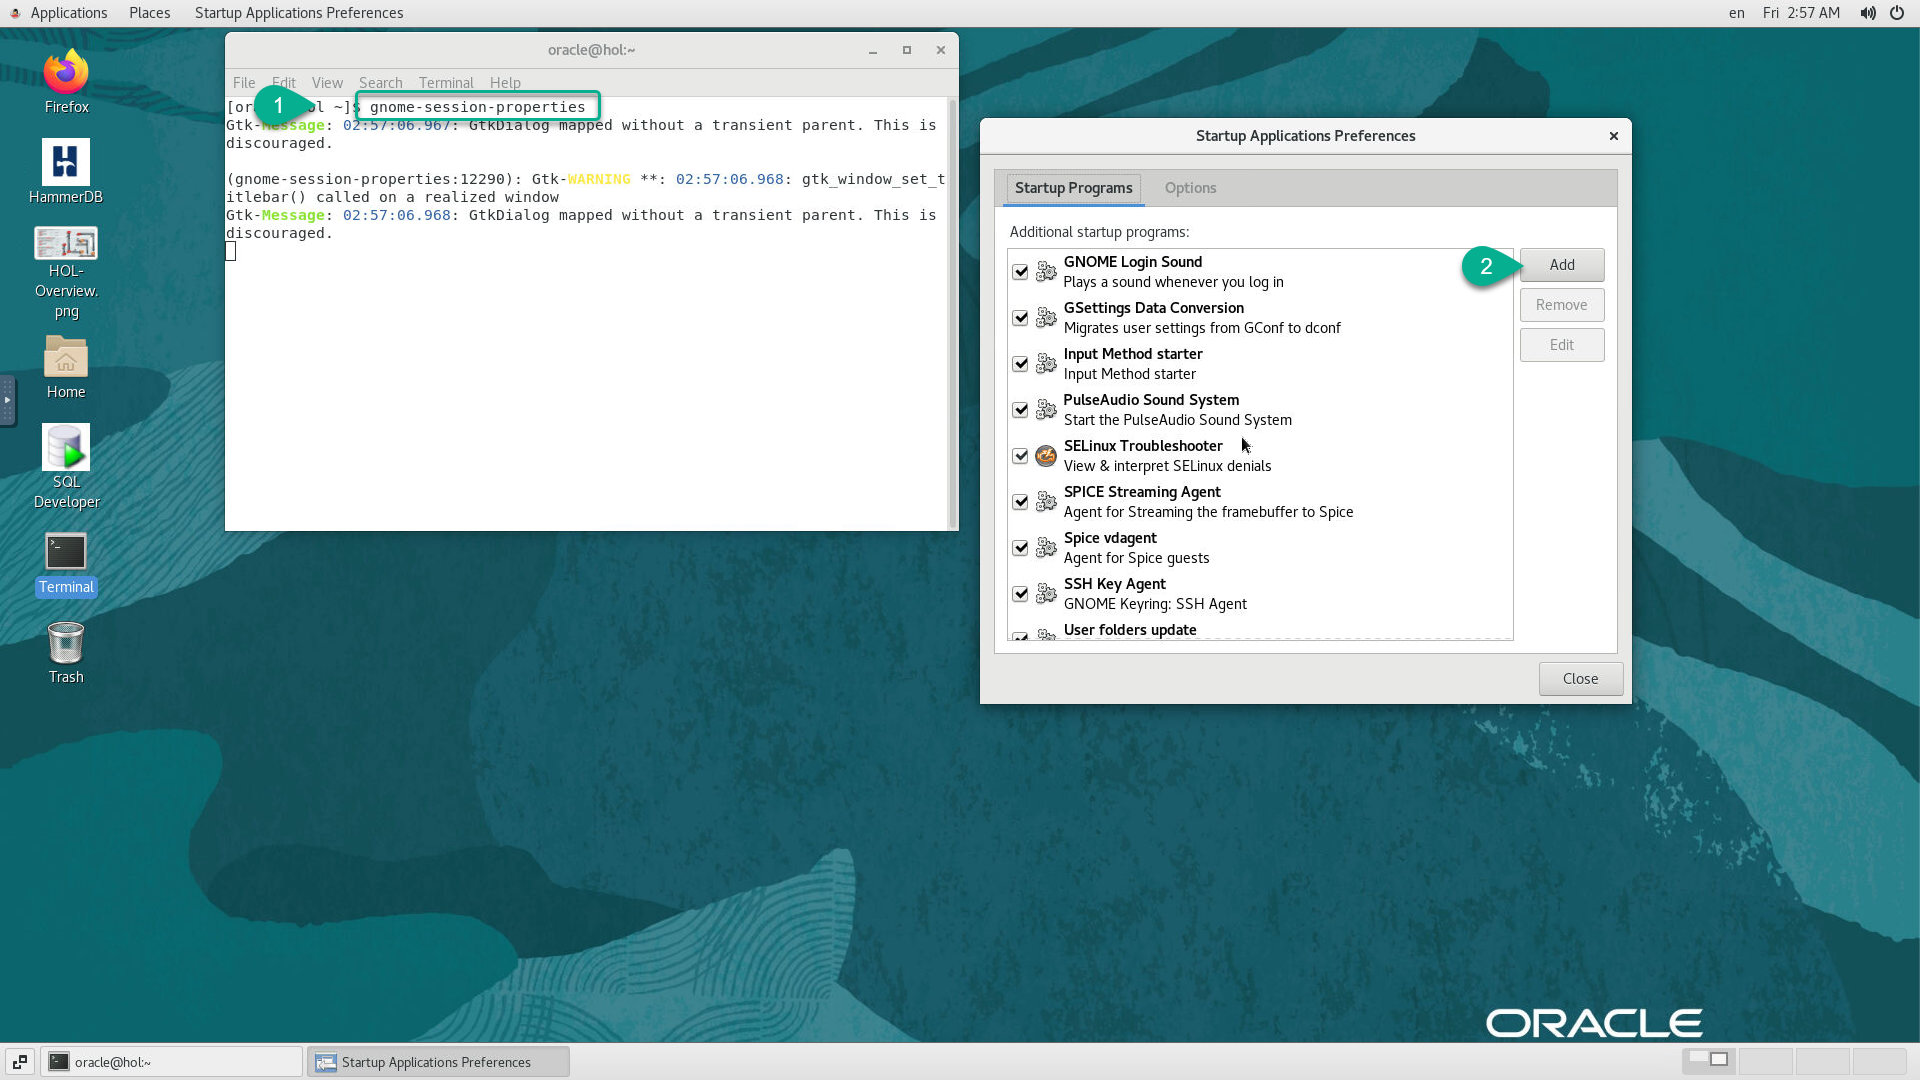 Applications Places Startup Applications Preferences
en Fri 2:57 AM
Firefox
HammerDB
HOL-
Overview.
png
Home
SQL
Developer
Terminal
Trash
oracle@hol:~
File Edit View Search Terminal Help
1
~]$ gnome-session-properties
Gtk-Message: 02:57:06.967: GtkDialog mapped without a transient parent. This is
discouraged.
(gnome-session-properties:12290): Gtk-WARNING **: 02:57:06.968: gtk_window_set_t
itlebar() called on a realized window
Gtk-Message: 02:57:06.968: GtkDialog mapped without a transient parent. This is
discouraged.
Startup Applications Preferences
Startup Programs Options
Additional startup programs:
GNOME Login Sound
Plays a sound whenever you log in
GSettings Data Conversion
Migrates user settings from GConf to dconf
Input Method starter
Input Method starter
PulseAudio Sound System
Start the PulseAudio Sound System
SELinux Troubleshooter
View & interpret SELinux denials
SPICE Streaming Agent
Agent for Streaming the framebuffer to Spice
Spice vdagent
Agent for Spice guests
SSH Key Agent
GNOME Keyring: SSH Agent
User folders update
2
Add
Remove
Edit
Close
ORACLE
oracle@hol:~
Startup Applications Preferences